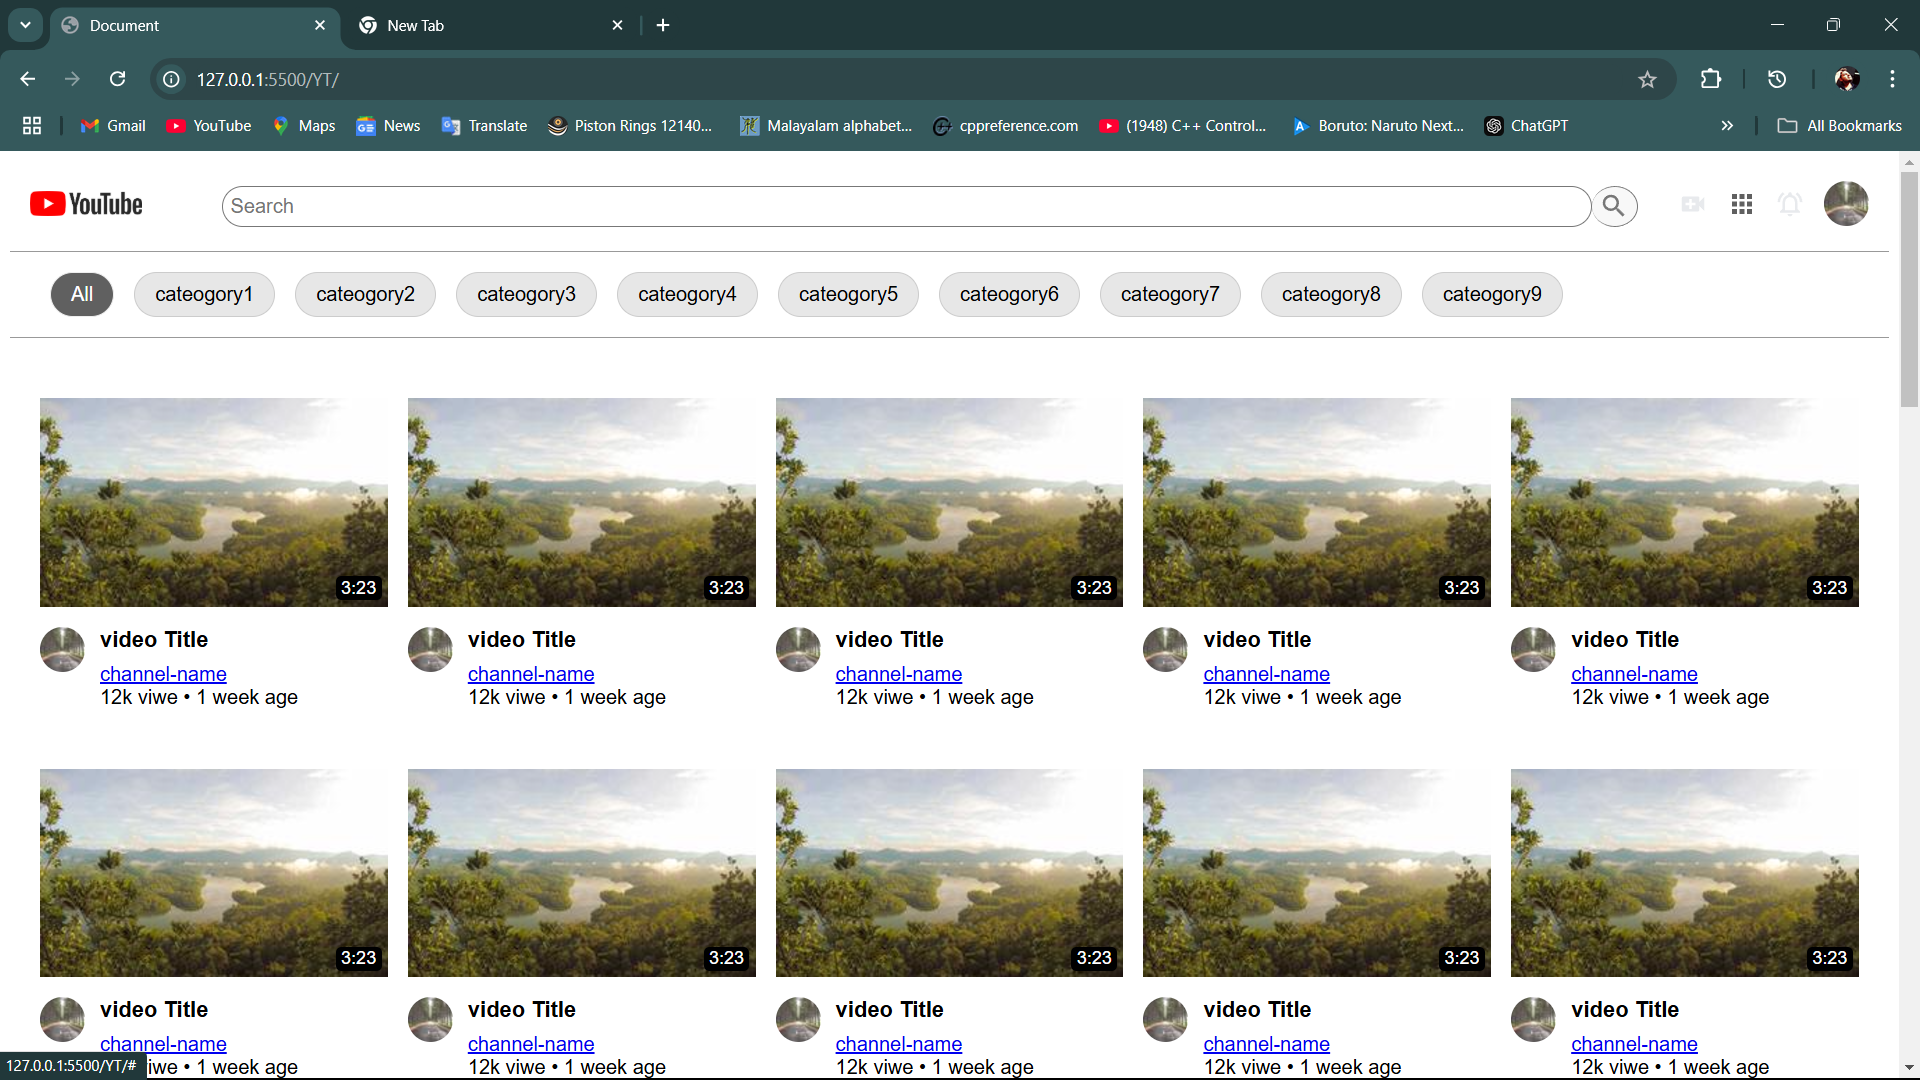 Document
New Tab
127.0.0.1:5500/YT/
Gmail YouTube Maps News Translate Piston Rings 12140... Malayalam alphabet... cppreference.com (1948) C++ Control... Boruto: Naruto Next... ChatGPT All Bookmarks
YouTube
Search
All cateogory1 cateogory2 cateogory3 cateogory4 cateogory5 cateogory6 cateogory7 cateogory8 cateogory9
3:23 3:23 3:23 3:23 3:23
video Title video Title video Title video Title video Title
channel-name channel-name channel-name channel-name channel-name
12k viwe • 1 week age 12k viwe • 1 week age 12k viwe • 1 week age 12k viwe • 1 week age 12k viwe • 1 week age
3:23 3:23 3:23 3:23 3:23
video Title video Title video Title video Title video Title
channel-name channel-name channel-name channel-name channel-name
iwe • 1 week age 12k viwe • 1 week age 12k viwe • 1 week age 12k viwe • 1 week age 12k viwe • 1 week age
127.0.0.1:5500/YT/#